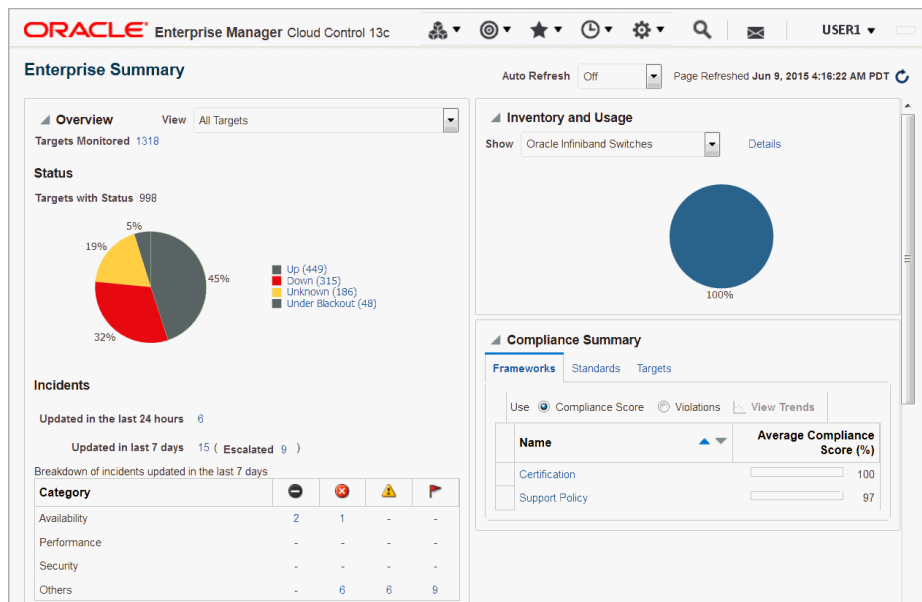 ORACLE® Enterprise Manager Cloud Control 13c
USER1
Enterprise Summary
Auto Refresh Off
Page Refreshed Jun 9, 2015 4:16:22 AM PDT
Overview
View All Targets
Targets Monitored 1318
Status
Targets with Status 998
5%
19%
45%
32%
Up (449)
Down (315)
Unknown (186)
Under Blackout (48)
Incidents
Updated in the last 24 hours 6
Updated in last 7 days 15 ( Escalated 9 )
Breakdown of incidents updated in the last 7 days
Category
Availability 2 1 - -
Performance - - - -
Security - - - -
Others - 6 6 9
Inventory and Usage
Show Oracle Infiniband Switches Details
100%
Compliance Summary
Frameworks Standards Targets
Use Compliance Score Violations View Trends
Name Average Compliance
Score (%)
Certification 100
Support Policy 97